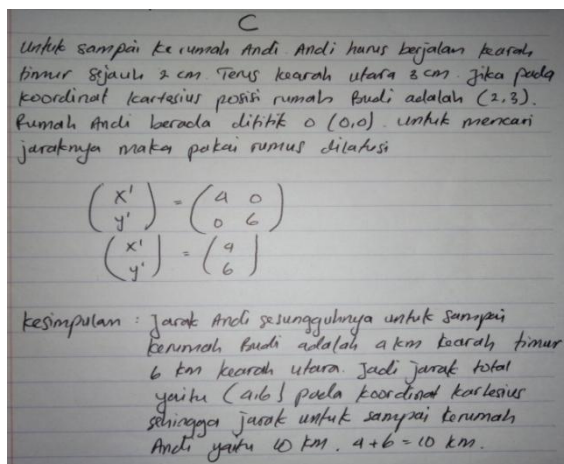 C
Untuk sampai ke rumah Andi. Andi harus berjalan kearah
timur sejauh 2 cm. Terus kearah utara 3 cm. Jika pada
koordinat kartesius posisi rumah Budi adalah (2,3).
Rumah Andi berada dititik O (0,0). Untuk mencari
jaraknya maka pakai rumus dilatasi
(x' y') = (4 0 0 6)
(x' y') = (4 6)
Kesimpulan : Jarak Andi sesungguhnya untuk sampai
kerumah Budi adalah 4 km kearah timur
6 km kearah utara. Jadi jarak total
yaitu (4,6) pada koordinat kartesius
sehingga jarak untuk sampai kerumah
Andi yaitu 10 km. 4+6 = 10 km.